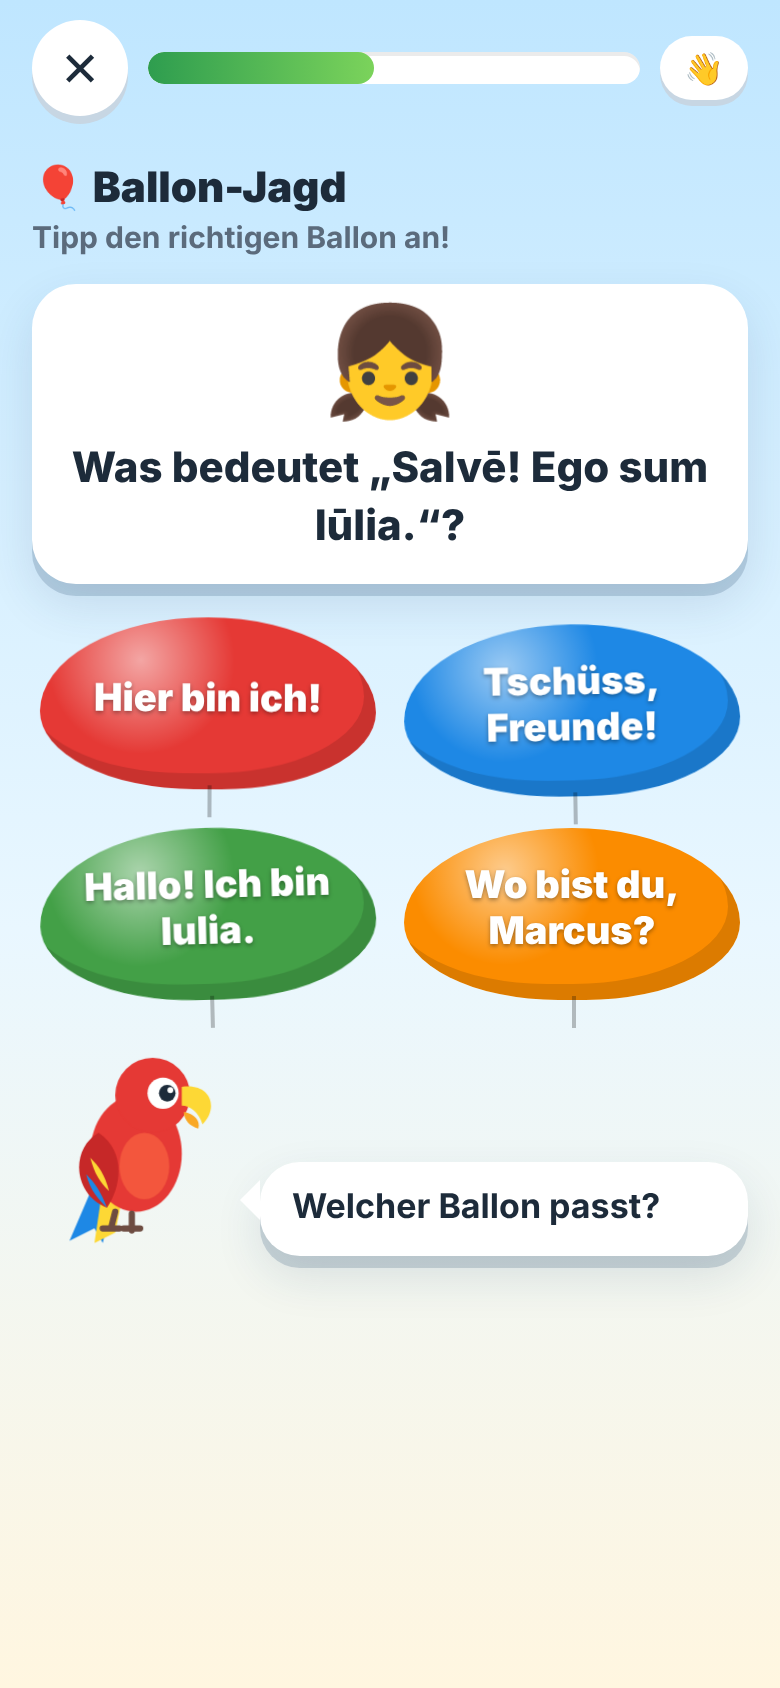 Ballon-Jagd
Tipp den richtigen Ballon an!
Was bedeutet „Salvē! Ego sum
Iūlia.“?
Hier bin ich!
Tschüss,
Freunde!
Hallo! Ich bin
Iulia.
Wo bist du,
Marcus?
Welcher Ballon passt?